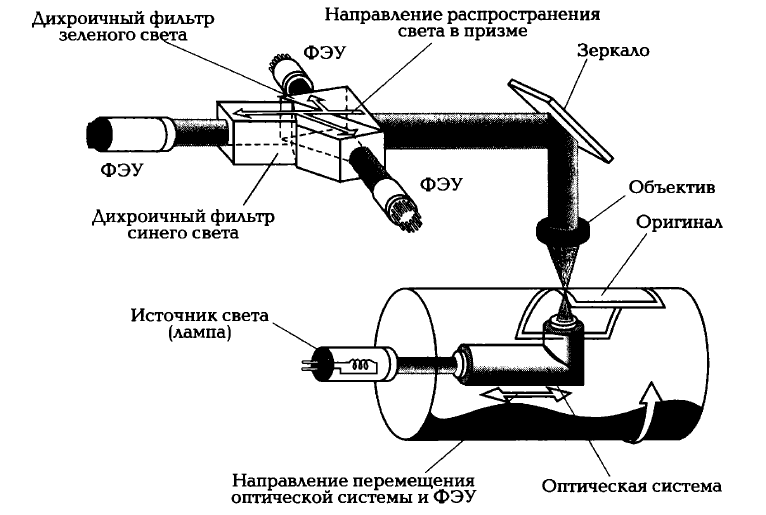 Дихроичный фильтр
зеленого света
Направление распространения
света в призме
ФЭУ
Зеркало
ФЭУ
ФЭУ
Дихроичный фильтр
синего света
Объектив
Оригинал
Источник света
(лампа)
Направление перемещения
оптической системы и ФЭУ
Оптическая система